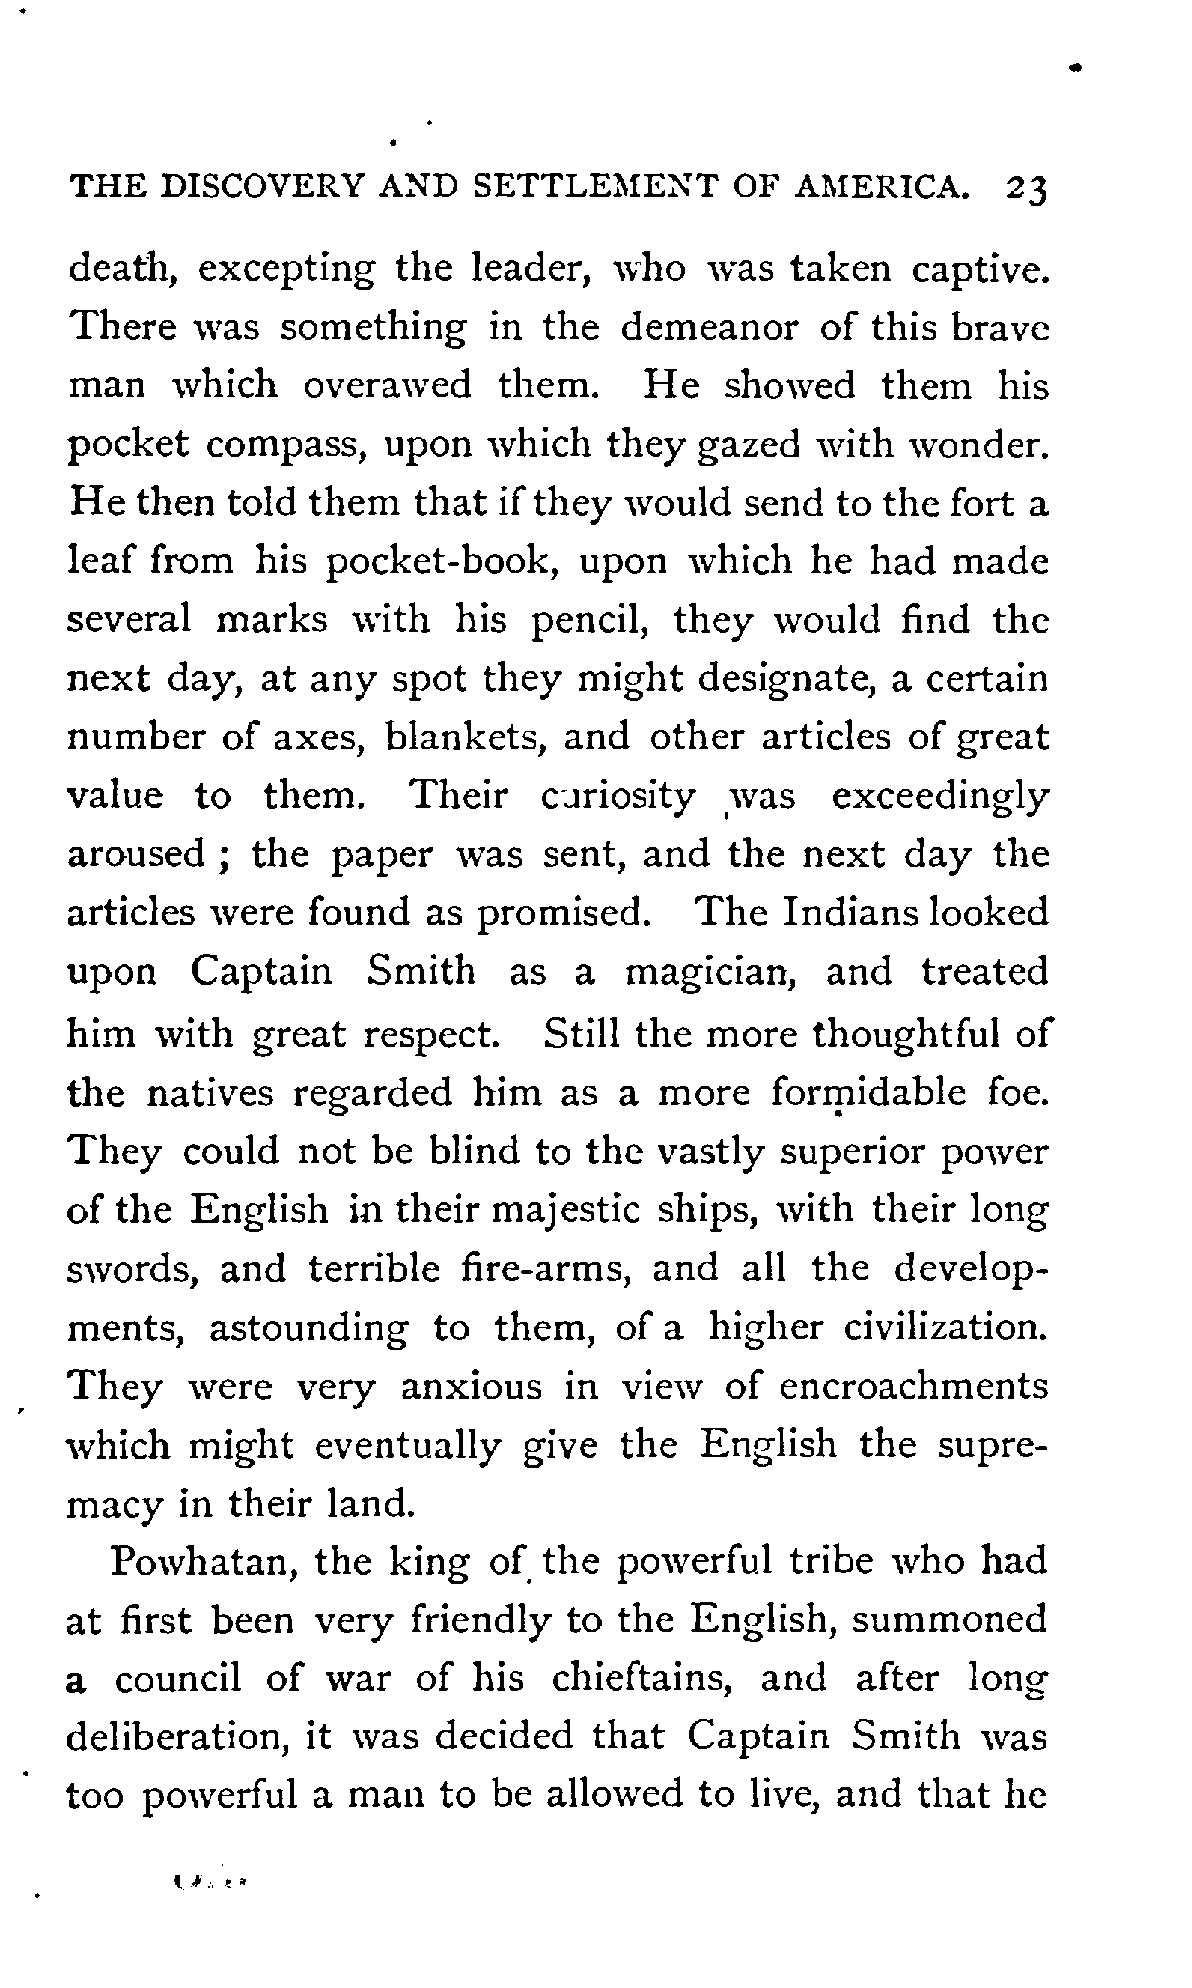 THE DISCOVERY AND SETTLEMENT OF AMERICA. 23
death, excepting the leader, who was taken captive.
There was something in the demeanor of this brave
man which overawed them. He showed them his
pocket compass, upon which they gazed with wonder.
He then told them that if they would send to the fort a
leaf from his pocket-book, upon which he had made
several marks with his pencil, they would find the
next day, at any spot they might designate, a certain
number of axes, blankets, and other articles of great
value to them. Their curiosity was exceedingly
aroused ; the paper was sent, and the next day the
articles were found as promised. The Indians looked
upon Captain Smith as a magician, and treated
him with great respect. Still the more thoughtful of
the natives regarded him as a more formidable foe.
They could not be blind to the vastly superior power
of the English in their majestic ships, with their long
swords, and terrible fire-arms, and all the develop-
ments, astounding to them, of a higher civilization.
They were very anxious in view of encroachments
which might eventually give the English the supre-
macy in their land.
Powhatan, the king of the powerful tribe who had
at first been very friendly to the English, summoned
a council of war of his chieftains, and after long
deliberation, it was decided that Captain Smith was
too powerful a man to be allowed to live, and that he